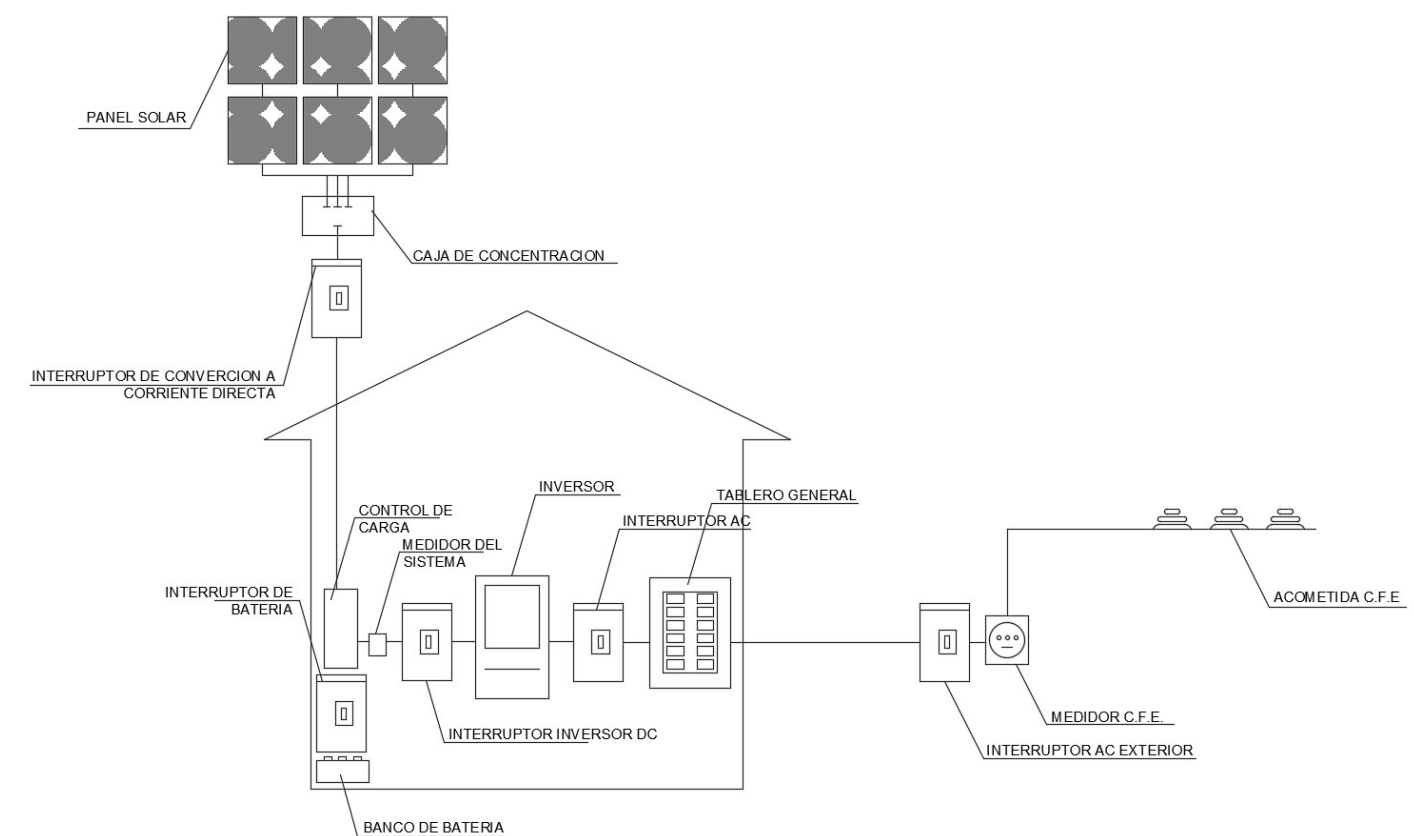 PANEL SOLAR
CAJA DE CONCENTRACION
INTERRUPTOR DE CONVERCION A
CORRIENTE DIRECTA
INVERSOR
TABLERO GENERAL
CONTROL DE
CARGA
INTERRUPTOR AC
MEDIDOR DEL
SISTEMA
INTERRUPTOR DE
BATERIA
ACOMETIDA C.F.E
MEDIDOR C.F.E.
INTERRUPTOR INVERSOR DC
INTERRUPTOR AC EXTERIOR
BANCO DE BATERIA